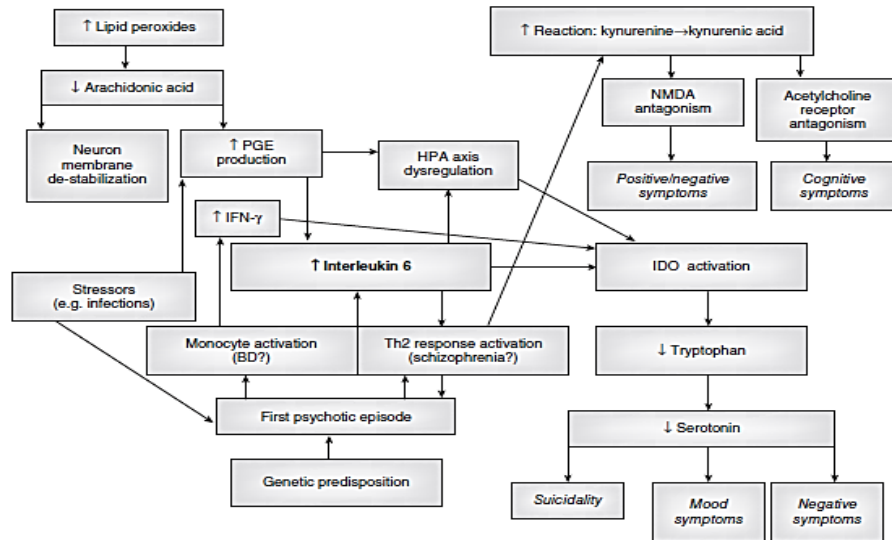 ↑ Lipid peroxides
↑ Reaction: kynurenine→kynurenic acid
↓ Arachidonic acid
NMDA
antagonism
Acetylcholine
receptor
antagonism
Neuron
membrane
de-stabilization
↑ PGE
production
HPA axis
dysregulation
Positive/negative
symptoms
Cognitive
symptoms
↑ IFN-γ
↑ Interleukin 6
IDO activation
Stressors
(e.g. infections)
Monocyte activation
(BD?)
Th2 response activation
(schizophrenia?)
↓ Tryptophan
First psychotic episode
↓ Serotonin
Genetic predisposition
Suicidality
Mood
symptoms
Negative
symptoms